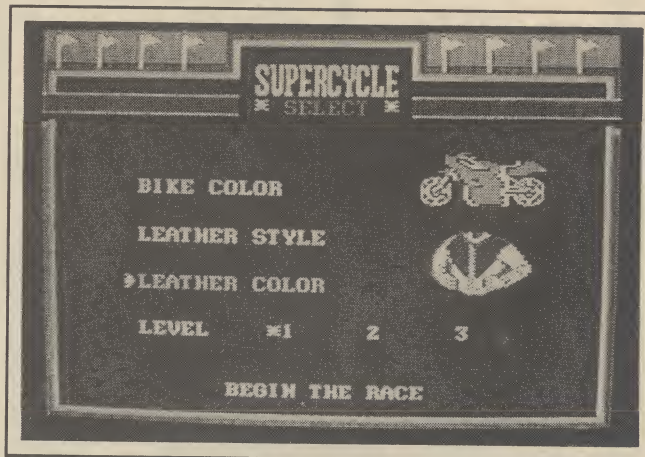 SUPERCYCLE
* SELECT *
BIKE COLOR
LEATHER STYLE
LEATHER COLOR
LEVEL *1 2 3
BEGIN THE RACE